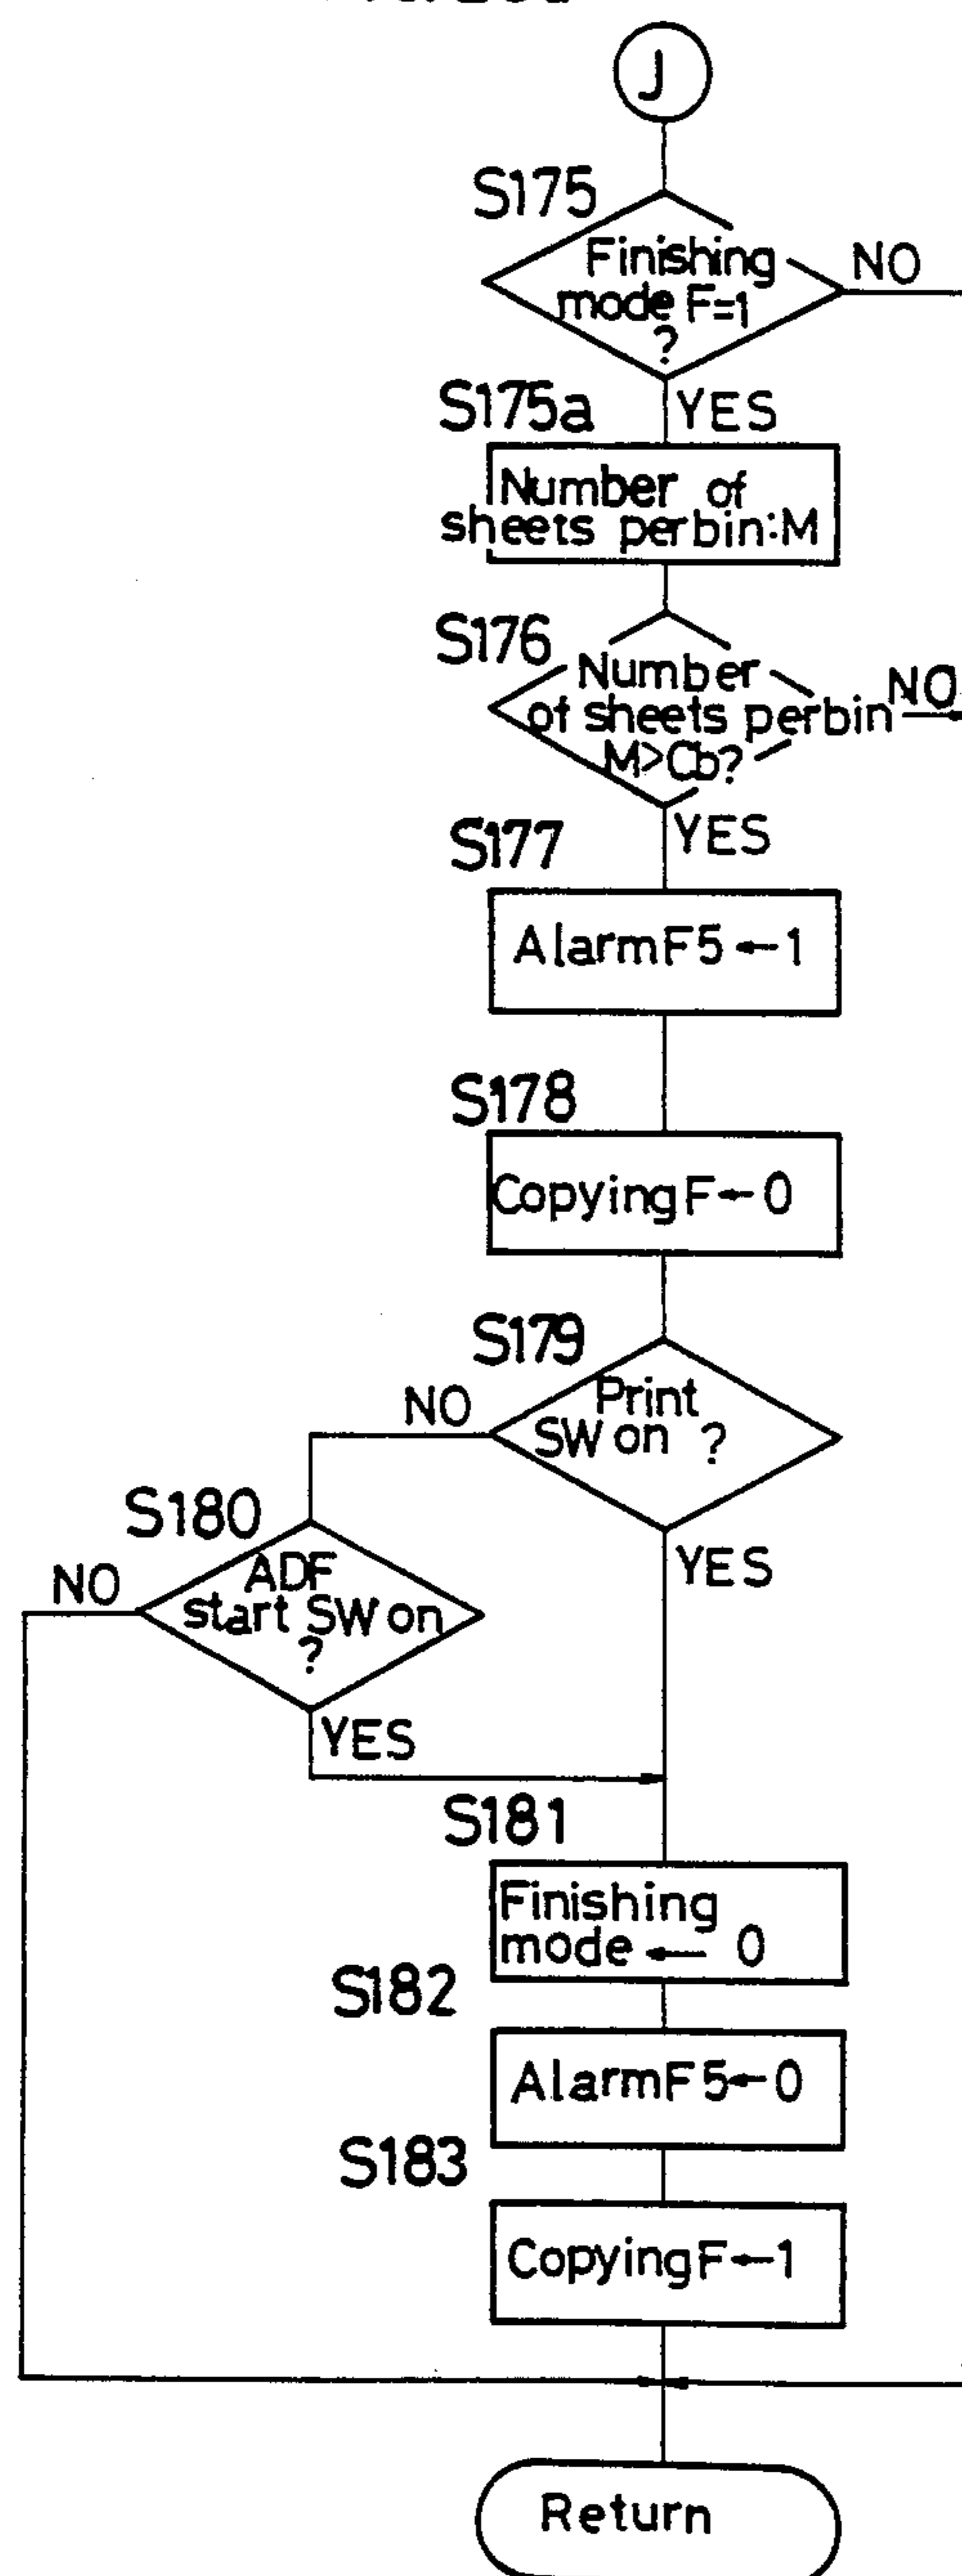 J
S175
Finishing
mode F=1
?
NO
YES
S175a
Number of
sheets perbin:M
S176
Number
of sheets perbin
M>Cb?
NO
YES
S177
AlarmF5←1
S178
CopyingF←0
S179
Print
SW on ?
NO
YES
S180
ADF
start SW on
?
NO
YES
S181
Finishing
mode ← 0
S182
AlarmF5←0
S183
CopyingF←1
Return